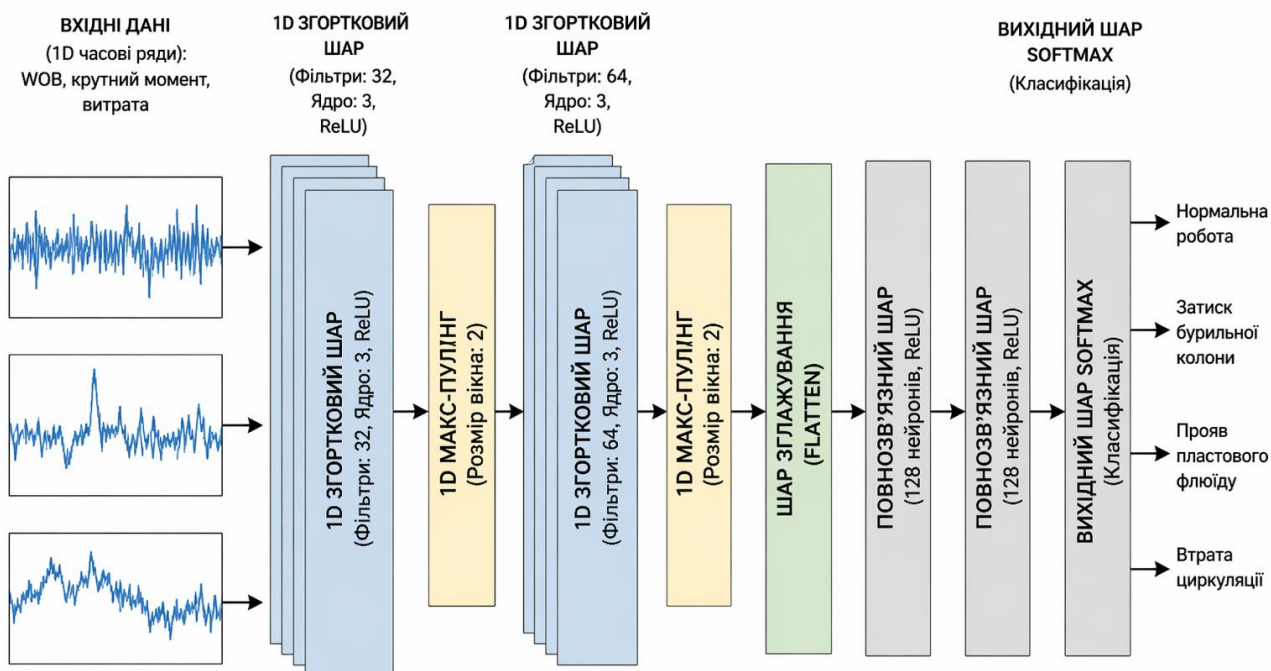 ВХІДНІ ДАНІ
(1D часові ряди):
WOB, крутний момент,
витрата
1D ЗГОРТКОВИЙ
ШАР
(Фільтри: 32,
Ядро: 3,
ReLU)
1D ЗГОРТКОВИЙ
ШАР
(Фільтри: 64,
Ядро: 3,
ReLU)
ВИХІДНИЙ ШАР
SOFTMAX
(Класифікація)
1D ЗГОРТКОВИЙ ШАР
(Фільтри: 32, Ядро: 3, ReLU)
1D МАКС-ПУЛІНГ
(Розмір вікна: 2)
1D ЗГОРТКОВИЙ ШАР
(Фільтри: 64, Ядро: 3, ReLU)
1D МАКС-ПУЛІНГ
(Розмір вікна: 2)
ШАР ЗГЛАЖУВАННЯ
(FLATTEN)
ПОВНОЗВ'ЯЗНИЙ ШАР
(128 нейронів, ReLU)
ПОВНОЗВ'ЯЗНИЙ ШАР
(128 нейронів, ReLU)
ВИХІДНИЙ ШАР SOFTMAX
(Класифікація)
Нормальна
робота
Затиск
бурильної
колони
Прояв
пластового
флюїду
Втрата
циркуляції